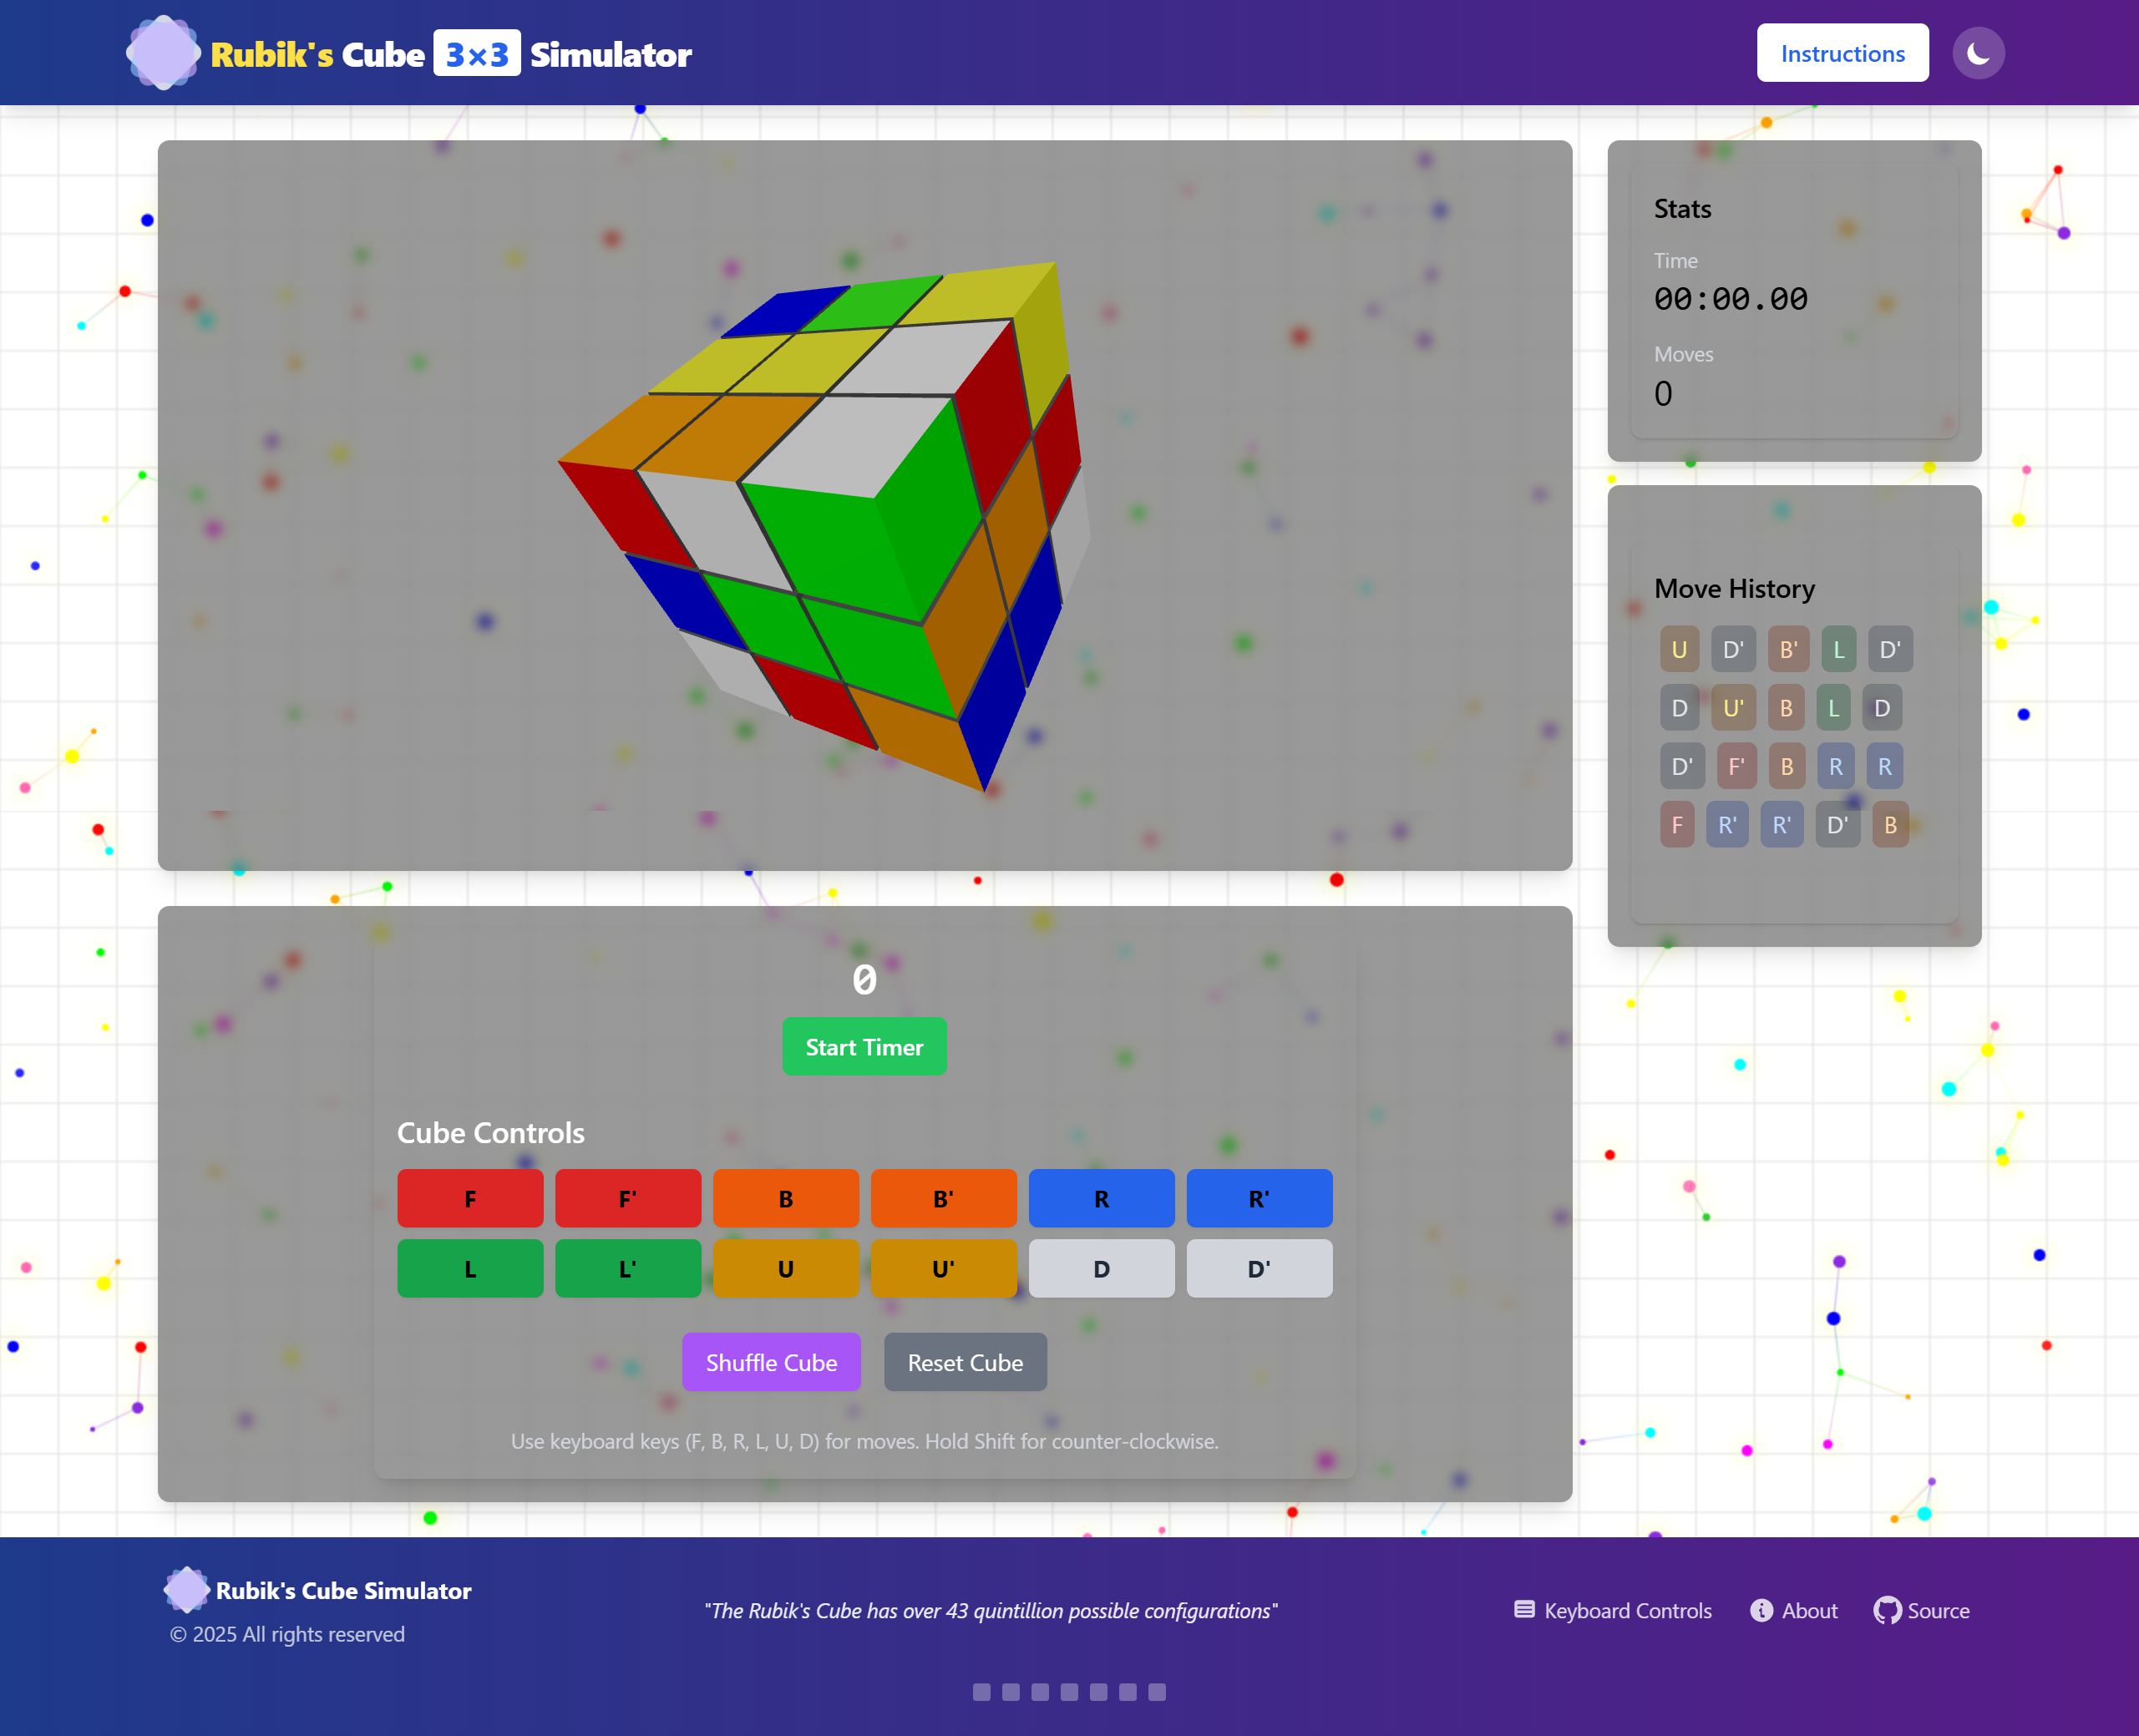 Rubik's Cube 3×3 Simulator
Instructions
Stats
Time
00:00.00
Moves
0
Move History
U D' B' L D'
D U' B L D
D' F' B R R
F R' R' D' B
0
Start Timer
Cube Controls
F F' B B' R R'
L L' U U' D D'
Shuffle Cube Reset Cube
Use keyboard keys (F, B, R, L, U, D) for moves. Hold Shift for counter-clockwise.
Rubik's Cube Simulator
© 2025 All rights reserved
"The Rubik's Cube has over 43 quintillion possible configurations"
Keyboard Controls About Source